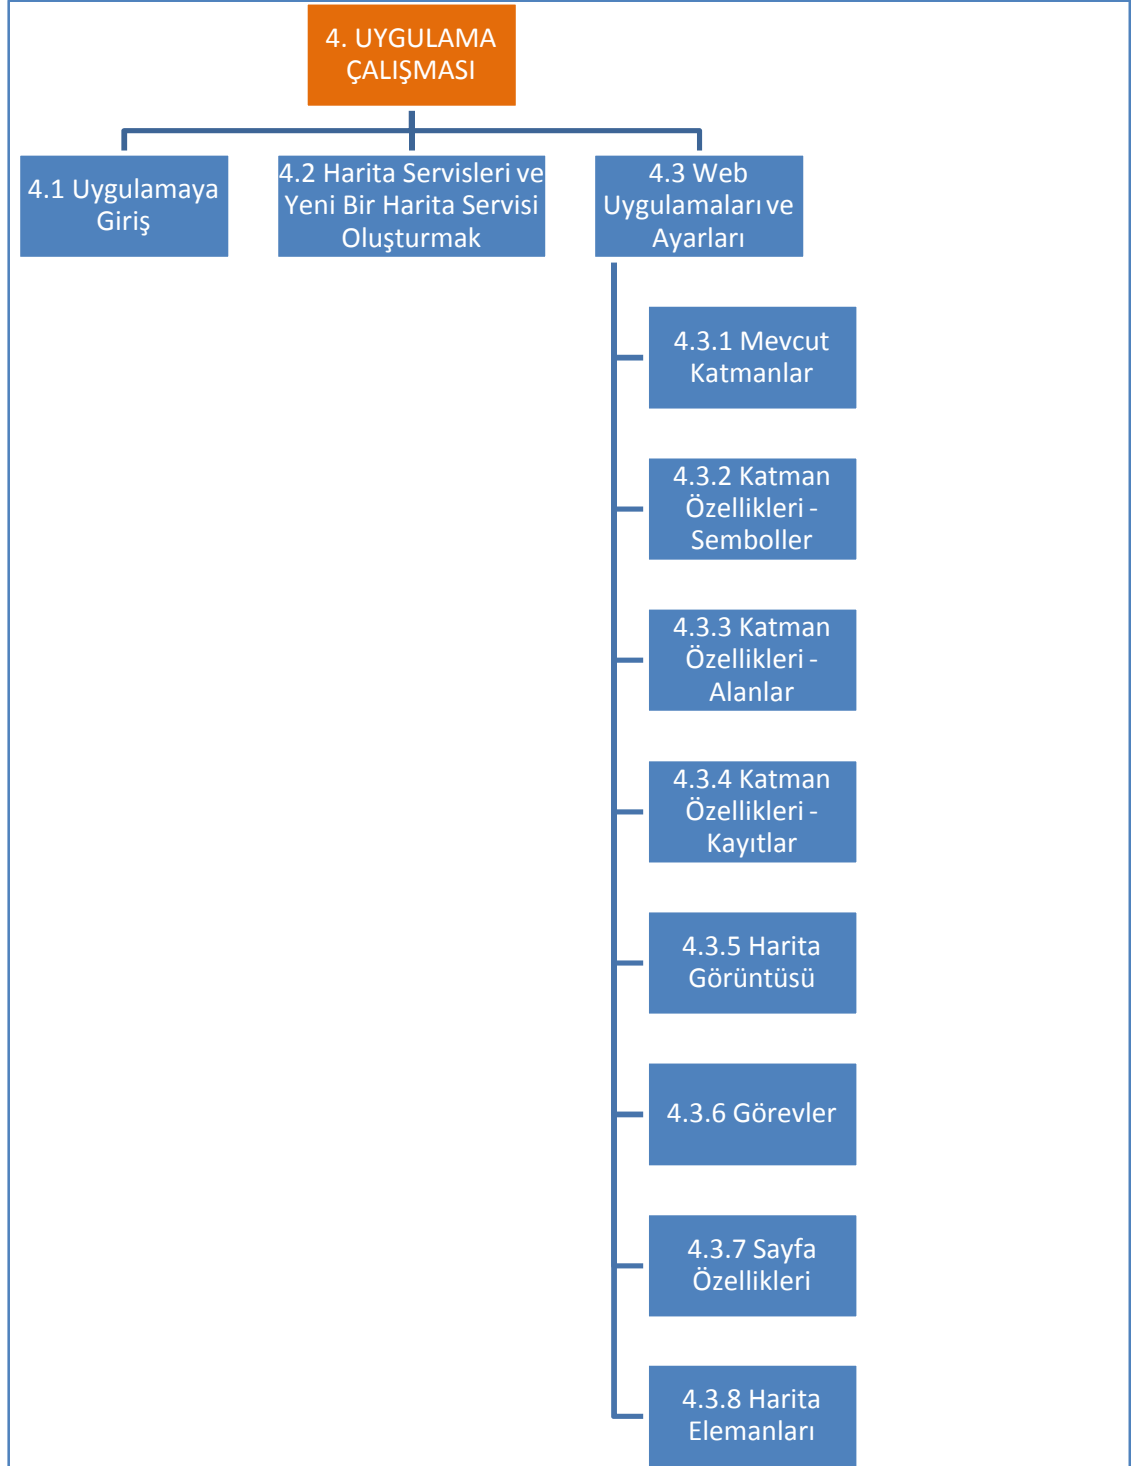 4. UYGULAMA
ÇALIŞMASI
4.1 Uygulamaya
Giriş
4.2 Harita Servisleri ve
Yeni Bir Harita Servisi
Oluşturmak
4.3 Web
Uygulamaları ve
Ayarları
4.3.1 Mevcut
Katmanlar
4.3.2 Katman
Özellikleri -
Semboller
4.3.3 Katman
Özellikleri -
Alanlar
4.3.4 Katman
Özellikleri -
Kayıtlar
4.3.5 Harita
Görüntüsü
4.3.6 Görevler
4.3.7 Sayfa
Özellikleri
4.3.8 Harita
Elemanları